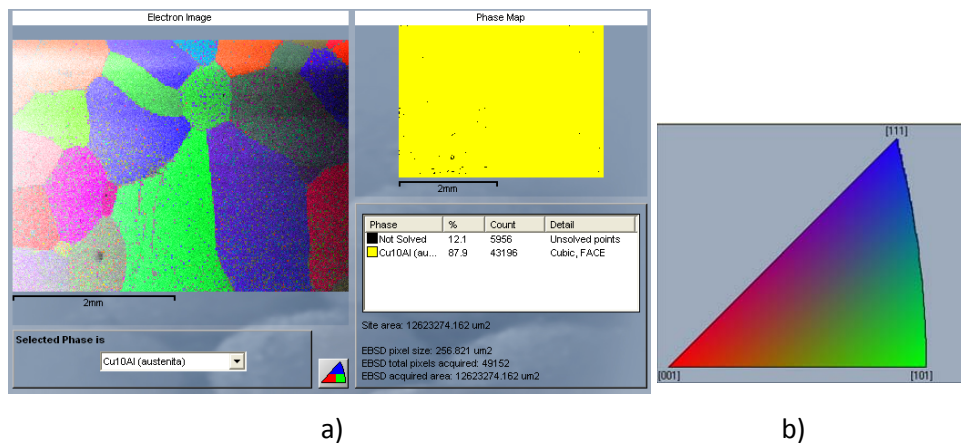 Electron Image
2mm
Selected Phase is
Cu10Al (austenita)
Phase Map
2mm
Phase % Count Detail
Not Solved 12.1 5956 Unsolved points
Cu10Al (au... 87.9 43196 Cubic, FACE
Site area: 12623274.162 um2
EBSD pixel size: 256.821 um2
EBSD total pixels acquired: 49152
EBSD acquired area: 12623274.162 um2
[111]
[001] [101]
a) b)